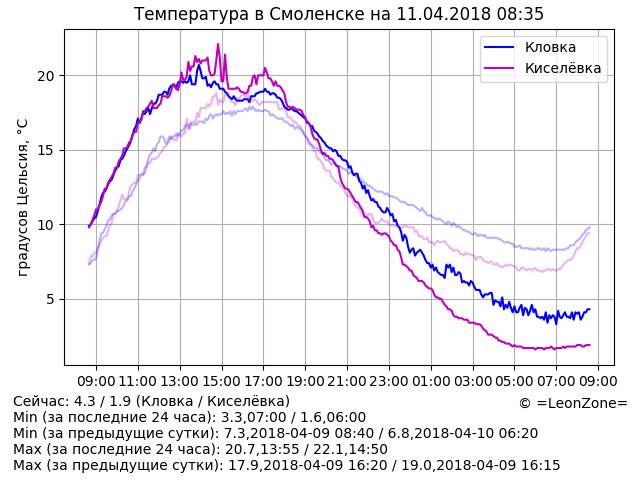 Температура в Смоленске на 11.04.2018 08:35
Кловка
Киселёвка
градусов Цельсия, °C
20
15
10
5
09:00 11:00 13:00 15:00 17:00 19:00 21:00 23:00 01:00 03:00 05:00 07:00 09:00
Сейчас: 4.3 / 1.9 (Кловка / Киселёвка)
© =LeonZone=
Min (за последние 24 часа): 3.3,07:00 / 1.6,06:00
Min (за предыдущие сутки): 7.3,2018-04-09 08:40 / 6.8,2018-04-10 06:20
Max (за последние 24 часа): 20.7,13:55 / 22.1,14:50
Max (за предыдущие сутки): 17.9,2018-04-09 16:20 / 19.0,2018-04-09 16:15